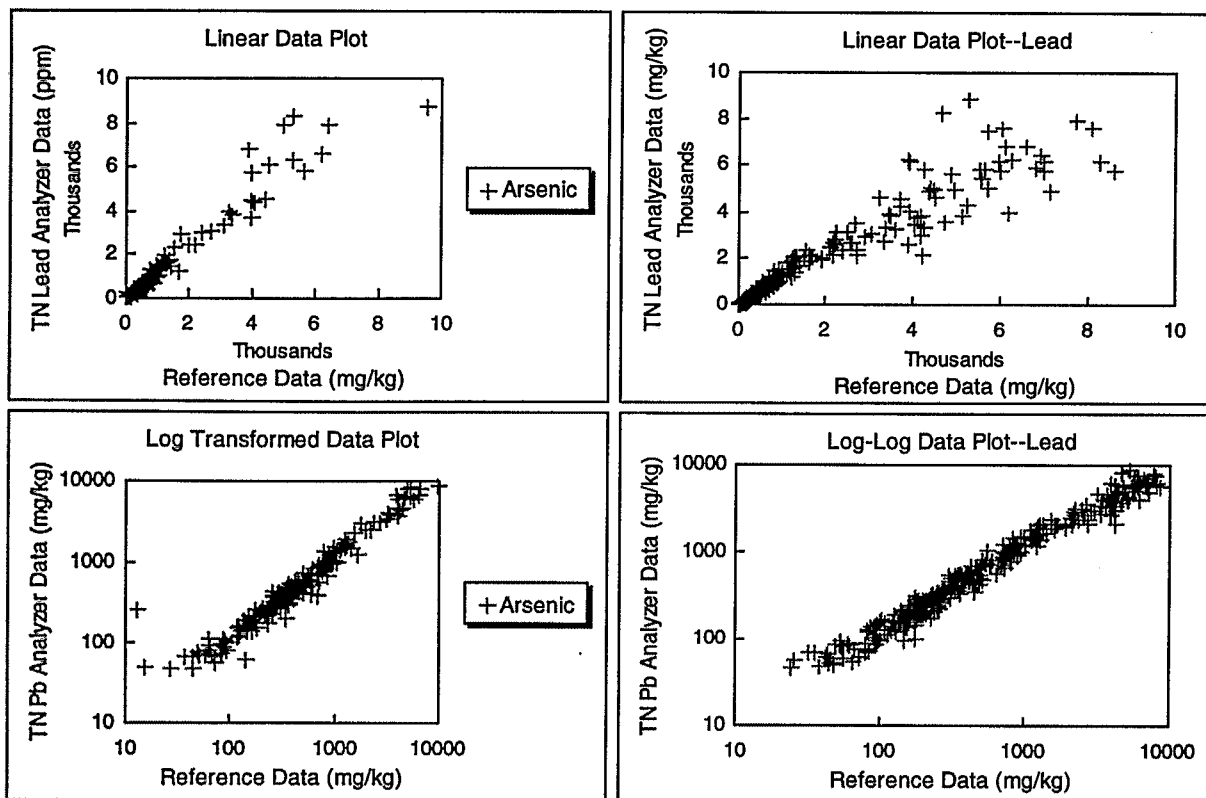 Linear Data Plot
TN Lead Analyzer Data (ppm)
Thousands
10
8
6
4
2
0
0 2 4 6 8 10
Thousands
Reference Data (mg/kg)
Arsenic
Linear Data Plot--Lead
TN Lead Analyzer Data (mg/kg)
Thousands
10
8
6
4
2
0
0 2 4 6 8 10
Thousands
Reference Data (mg/kg)
Log Transformed Data Plot
TN Pb Analyzer Data (mg/kg)
10000
1000
100
10
10 100 1000 10000
Reference Data (mg/kg)
Arsenic
Log-Log Data Plot--Lead
TN Pb Analyzer Data (mg/kg)
10000
1000
100
10
10 100 1000 10000
Reference Data (mg/kg)